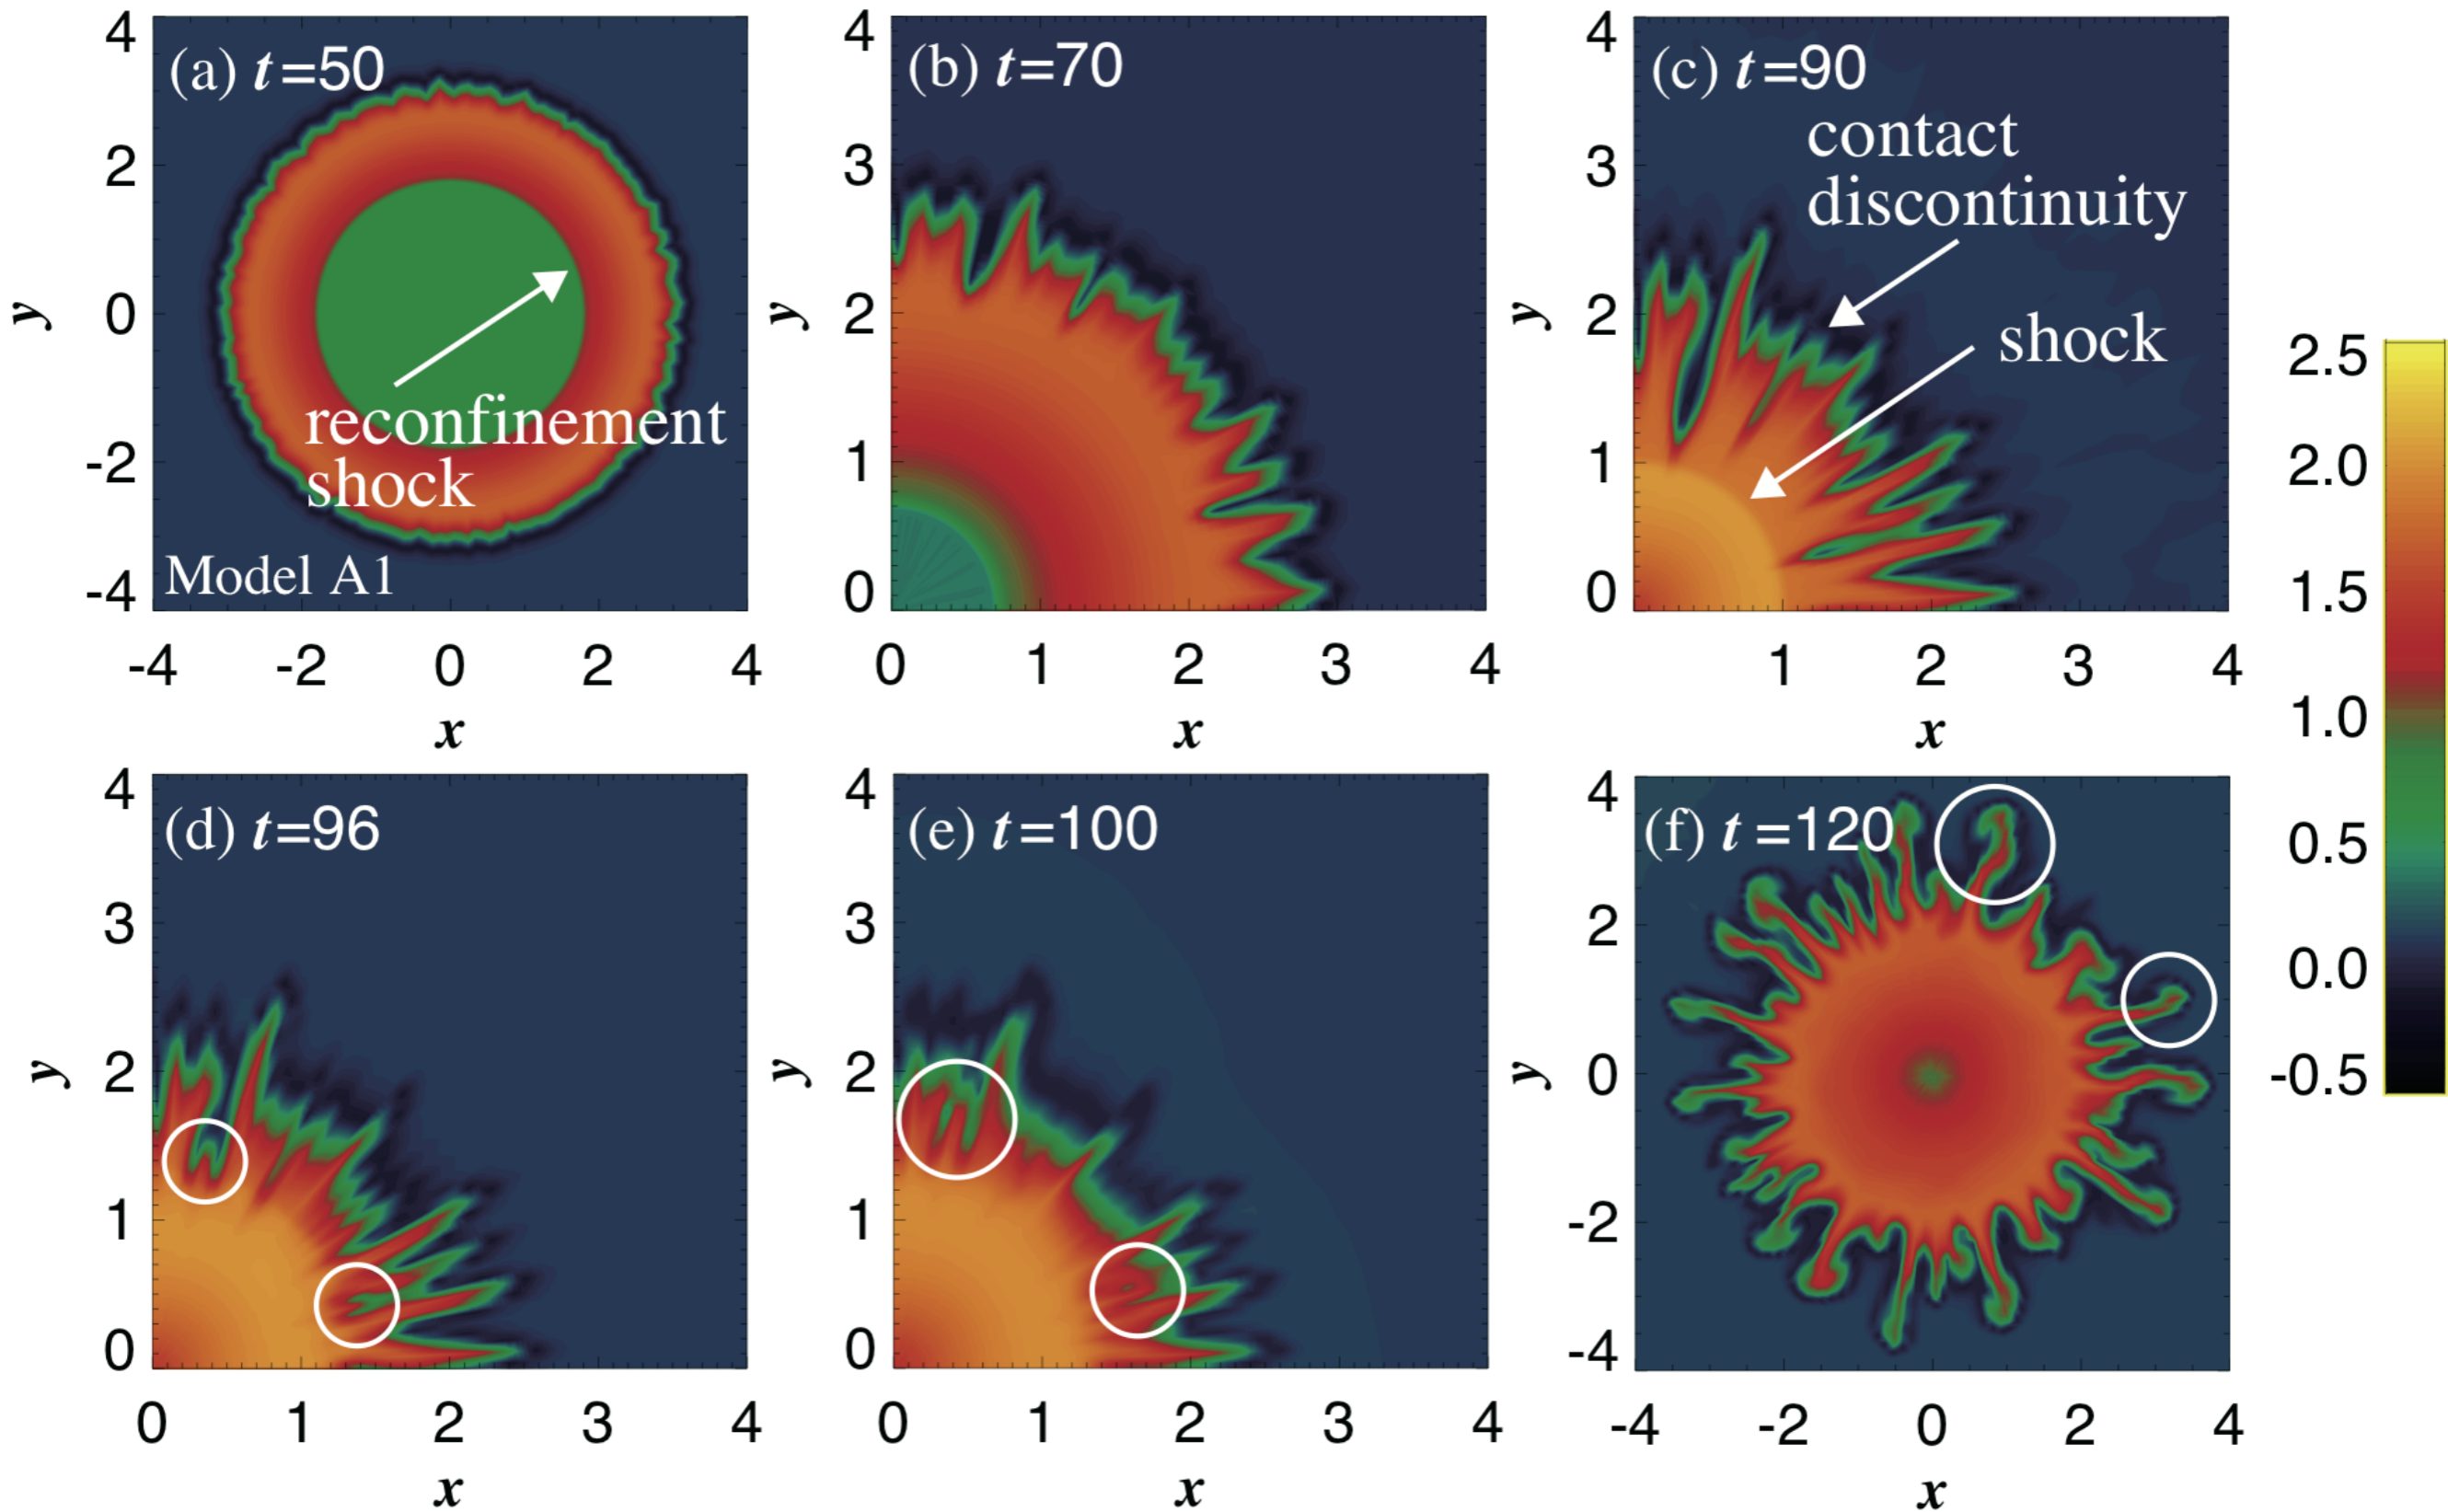 (a) t=50
reconfinement
shock
Model A1
4
2
0
-2
-4
y
-4
-2
0
2
4
x
(b) t=70
4
3
2
1
0
y
0
1
2
3
4
x
(c) t=90
contact
discontinuity
shock
4
3
2
1
0
y
1
2
3
4
x
(d) t=96
4
3
2
1
0
y
0
1
2
3
4
x
(e) t=100
4
3
2
1
0
y
0
1
2
3
4
x
(f) t=120
4
2
0
-2
-4
y
-4
-2
0
2
4
x
2.5
2.0
1.5
1.0
0.5
0.0
-0.5